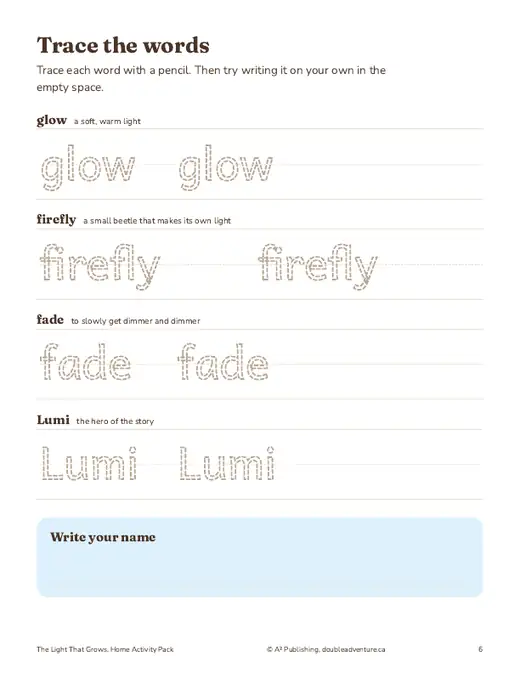 Trace the words
Trace each word with a pencil. Then try writing it on your own in the
empty space.
glow a soft, warm light
glow glow
firefly a small beetle that makes its own light
firefly firefly
fade to slowly get dimmer and dimmer
fade fade
Lumi the hero of the story
Lumi Lumi
Write your name
The Light That Grows. Home Activity Pack © A² Publishing, doubleadventure.ca 6